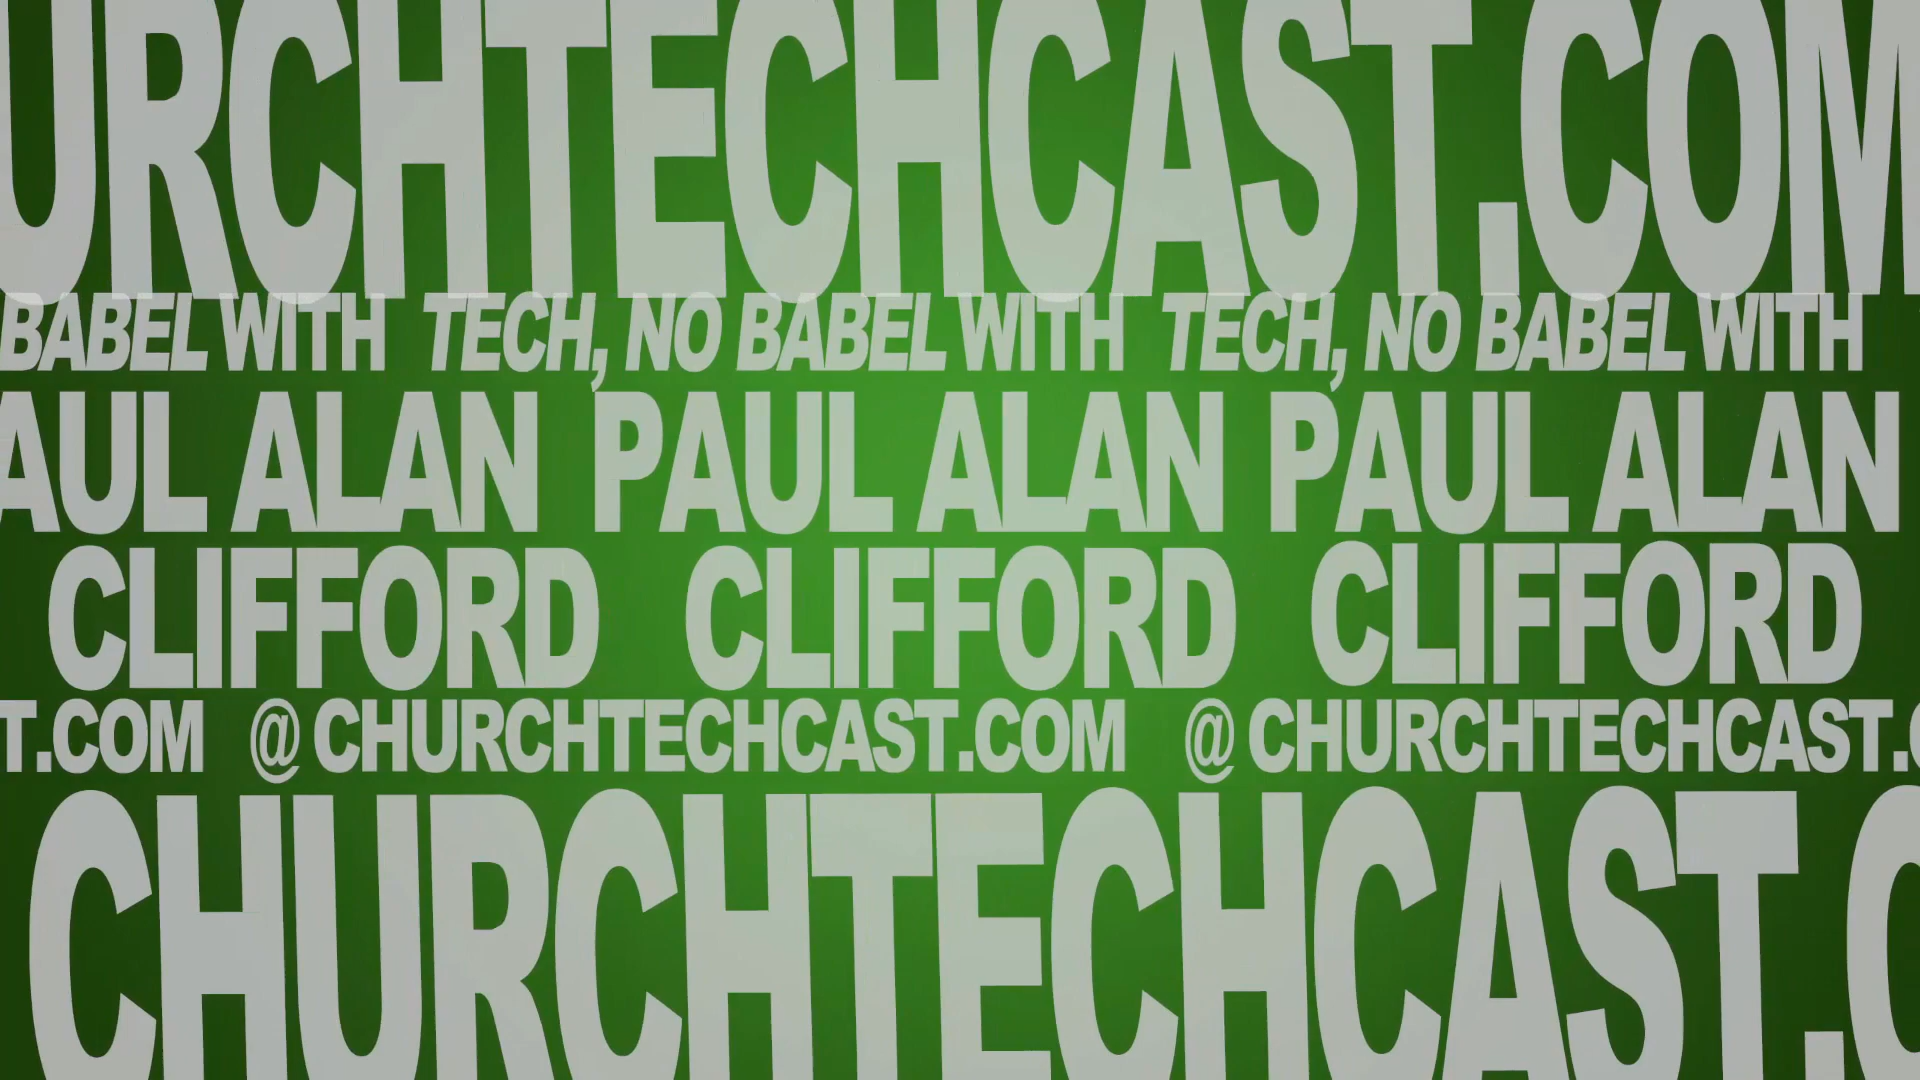 URCHTECHCAST.COM
BABEL WITH TECH, NO BABEL WITH TECH, NO BABEL WITH
AUL ALAN PAUL ALAN PAUL ALAN
CLIFFORD CLIFFORD CLIFFORD
T.COM @CHURCHTECHCAST.COM @CHURCHTECHCAST.C
CHURCHTECHCAST.C